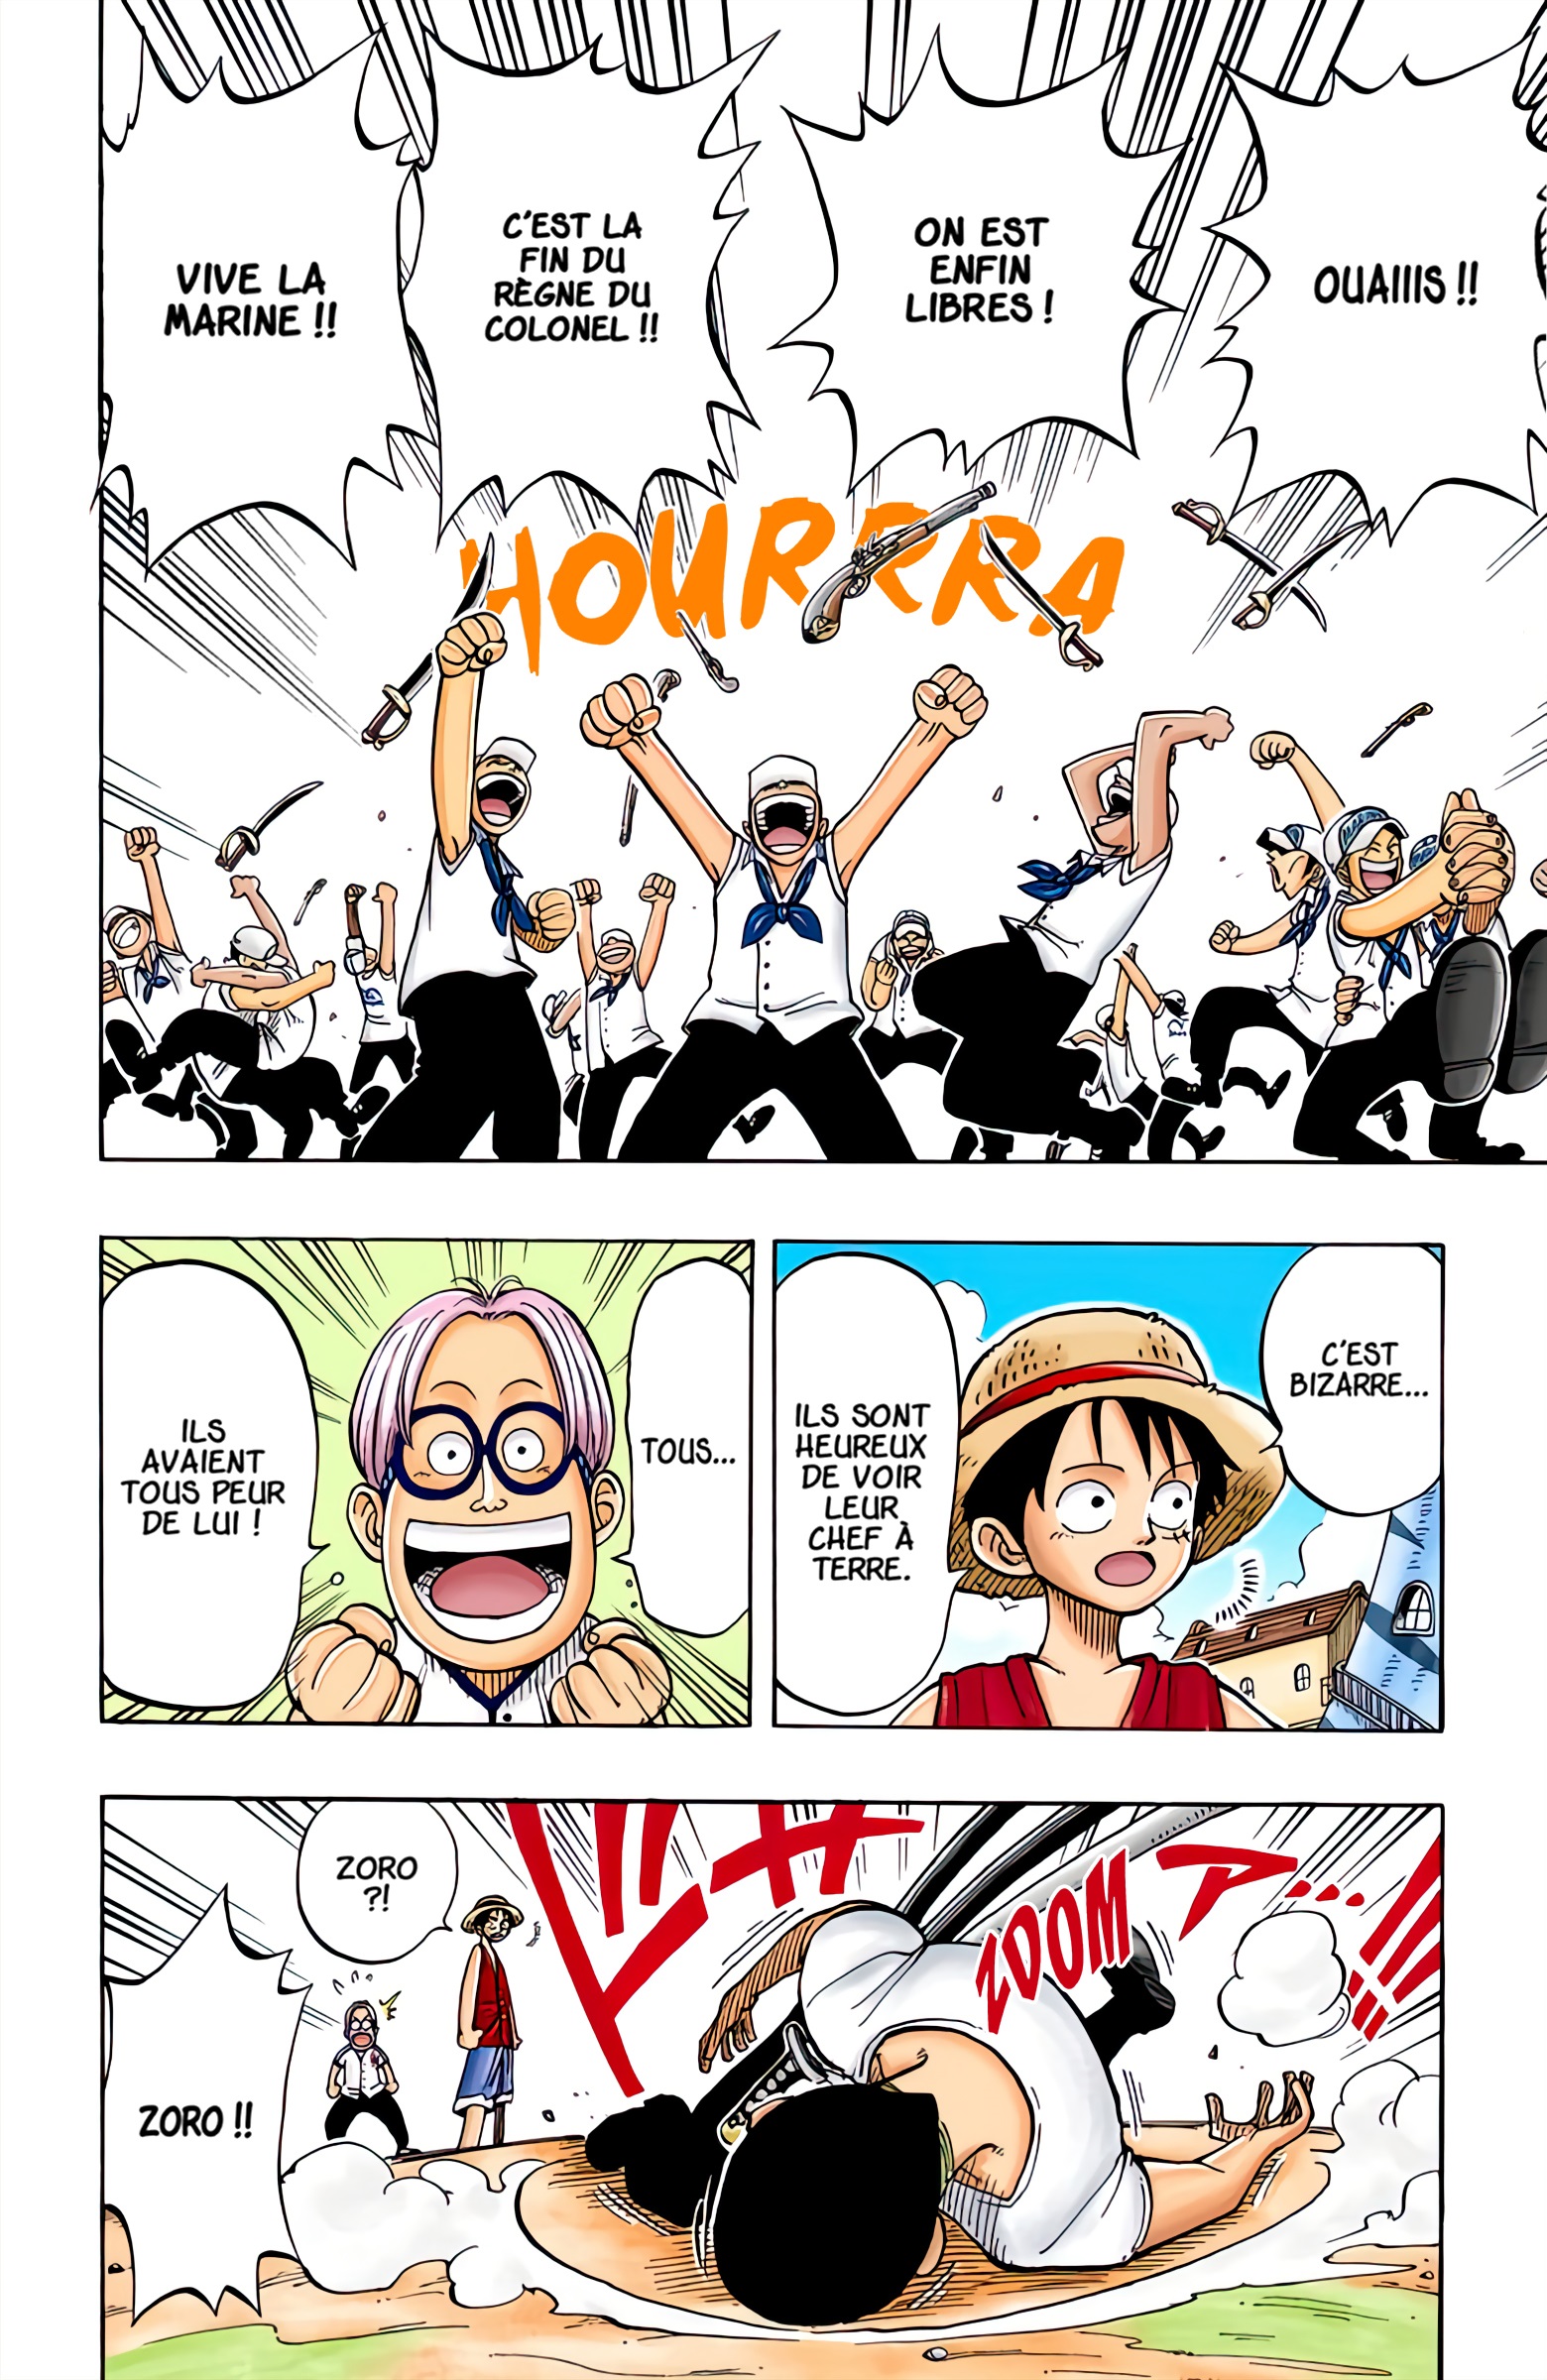 OUAIIIS !!
ON EST
ENFIN
LIBRES !
C'EST LA
FIN DU
RÈGNE DU
COLONEL !!
VIVE LA
MARINE !!
HOURRRA
C'EST
BIZARRE...
ILS SONT
HEUREUX
DE VOIR
LEUR
CHEF À
TERRE.
TOUS...
ILS
AVAIENT
TOUS PEUR
DE LUI !
ZDOM
ZORO
?!
ZORO !!